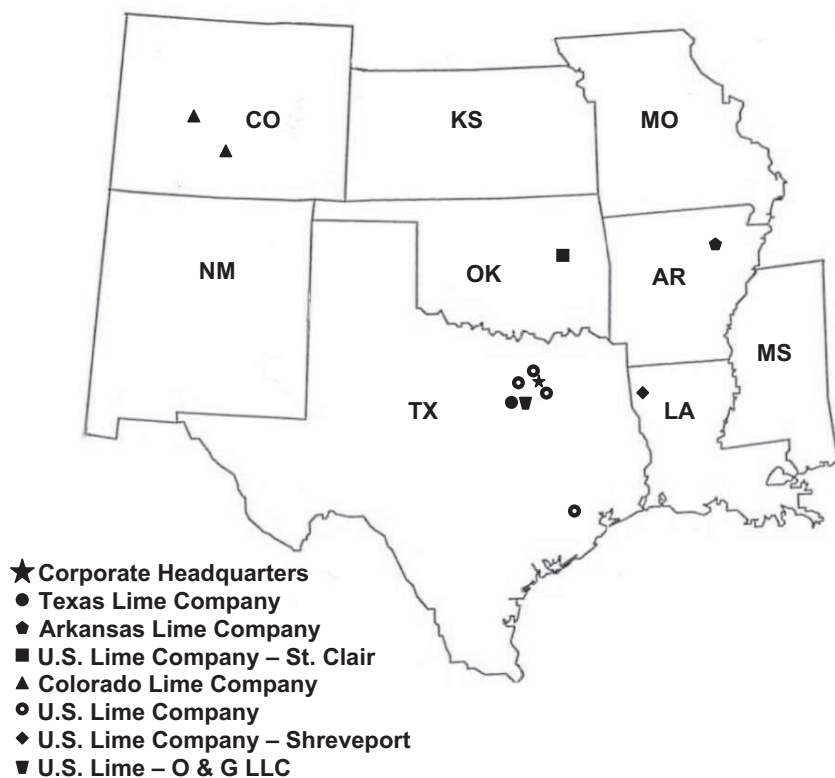 CO
KS
MO
NM
OK
AR
MS
TX
LA
Corporate Headquarters
Texas Lime Company
Arkansas Lime Company
U.S. Lime Company – St. Clair
Colorado Lime Company
U.S. Lime Company
U.S. Lime Company – Shreveport
U.S. Lime – O & G LLC